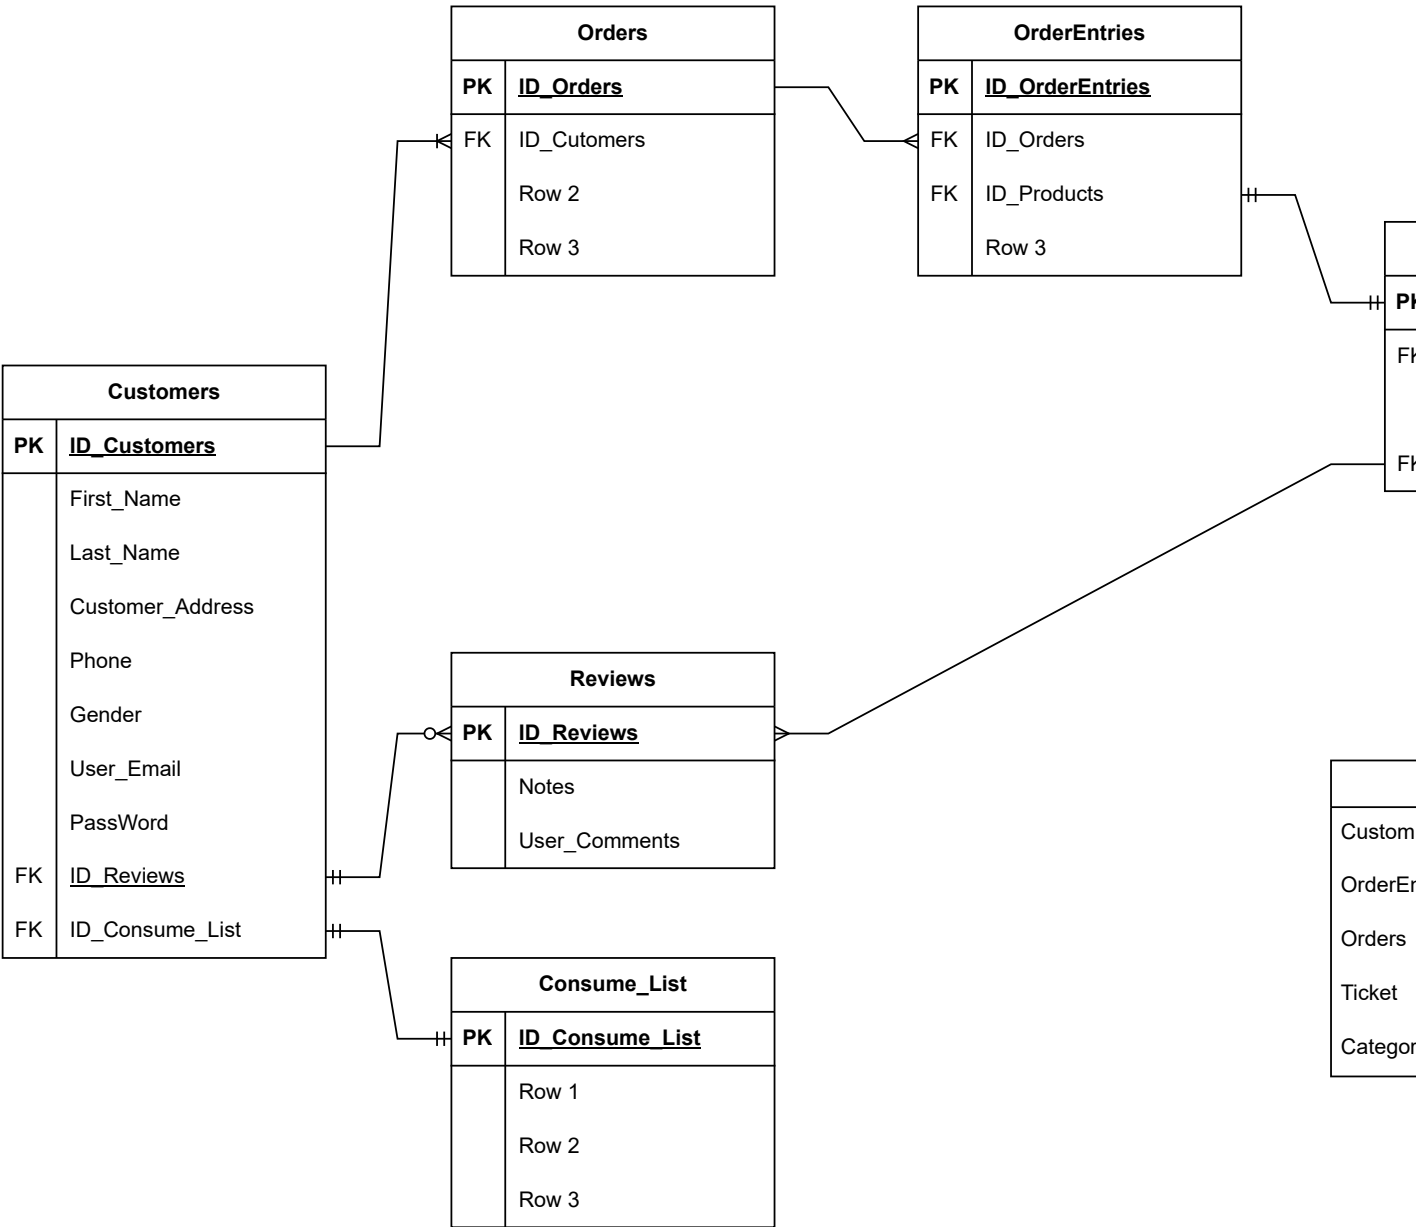 Orders
PK ID_Orders
FK ID_Cutomers
Row 2
Row 3
OrderEntries
PK ID_OrderEntries
FK ID_Orders
FK ID_Products
Row 3
Customers
PK ID_Customers
First_Name
Last_Name
Customer_Address
Phone
Gender
User_Email
PassWord
FK ID_Reviews
FK ID_Consume_List
Reviews
PK ID_Reviews
Notes
User_Comments
Consume_List
PK ID_Consume_List
Row 1
Row 2
Row 3
Orders
Ticket